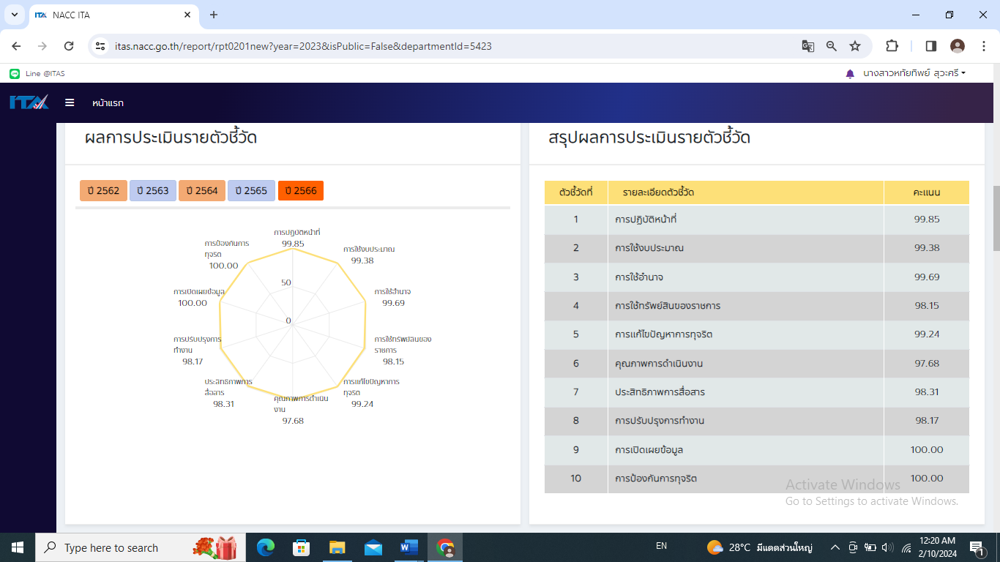 NACC ITA
itas.nacc.go.th/report/rpt0201new?year=2023&isPublic=False&departmentId=5423
Line @ITAS
นางสาวหทัยทิพย์ สุวะศรี
ITA
หน้าแรก
ผลการประเมินรายตัวชี้วัด
ปี 2562 ปี 2563 ปี 2564 ปี 2565 ปี 2566
การปฏิบัติหน้าที่
99.85
การใช้งบประมาณ
99.38
การใช้อำนาจ
99.69
การใช้ทรัพย์สินของ
ราชการ
98.15
การแก้ไขปัญหาการ
ทุจริต
99.24
คุณภาพการดำเนิน
งาน
97.68
ประสิทธิภาพการ
สื่อสาร
98.31
การปรับปรุงการ
ทำงาน
98.17
การเปิดเผยข้อมูล
100.00
การป้องกันการ
ทุจริต
100.00
50
0
สรุปผลการประเมินรายตัวชี้วัด
ตัวชี้วัดที่ รายละเอียดตัวชี้วัด คะแนน
1 การปฏิบัติหน้าที่ 99.85
2 การใช้งบประมาณ 99.38
3 การใช้อำนาจ 99.69
4 การใช้ทรัพย์สินของราชการ 98.15
5 การแก้ไขปัญหาการทุจริต 99.24
6 คุณภาพการดำเนินงาน 97.68
7 ประสิทธิภาพการสื่อสาร 98.31
8 การปรับปรุงการทำงาน 98.17
9 การเปิดเผยข้อมูล 100.00
10 การป้องกันการทุจริต 100.00
Activate Windows
Go to Settings to activate Windows.
Type here to search
EN
28°C มีแดดส่วนใหญ่
12:20 AM
2/10/2024
1